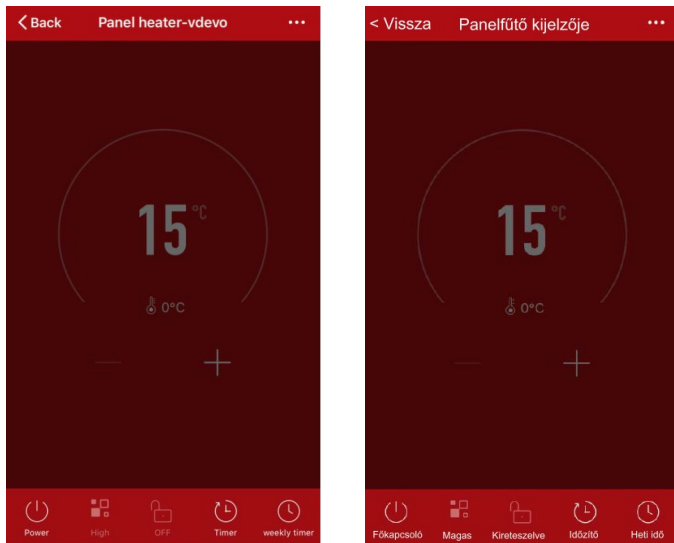 Back Panel heater-vdevo ...
15 °C
0°C
Power High OFF Timer weekly timer
< Vissza Panelfűtő kijelzője ...
15 °C
0°C
Főkapcsoló Magas Kireteszelve Időzítő Heti idő